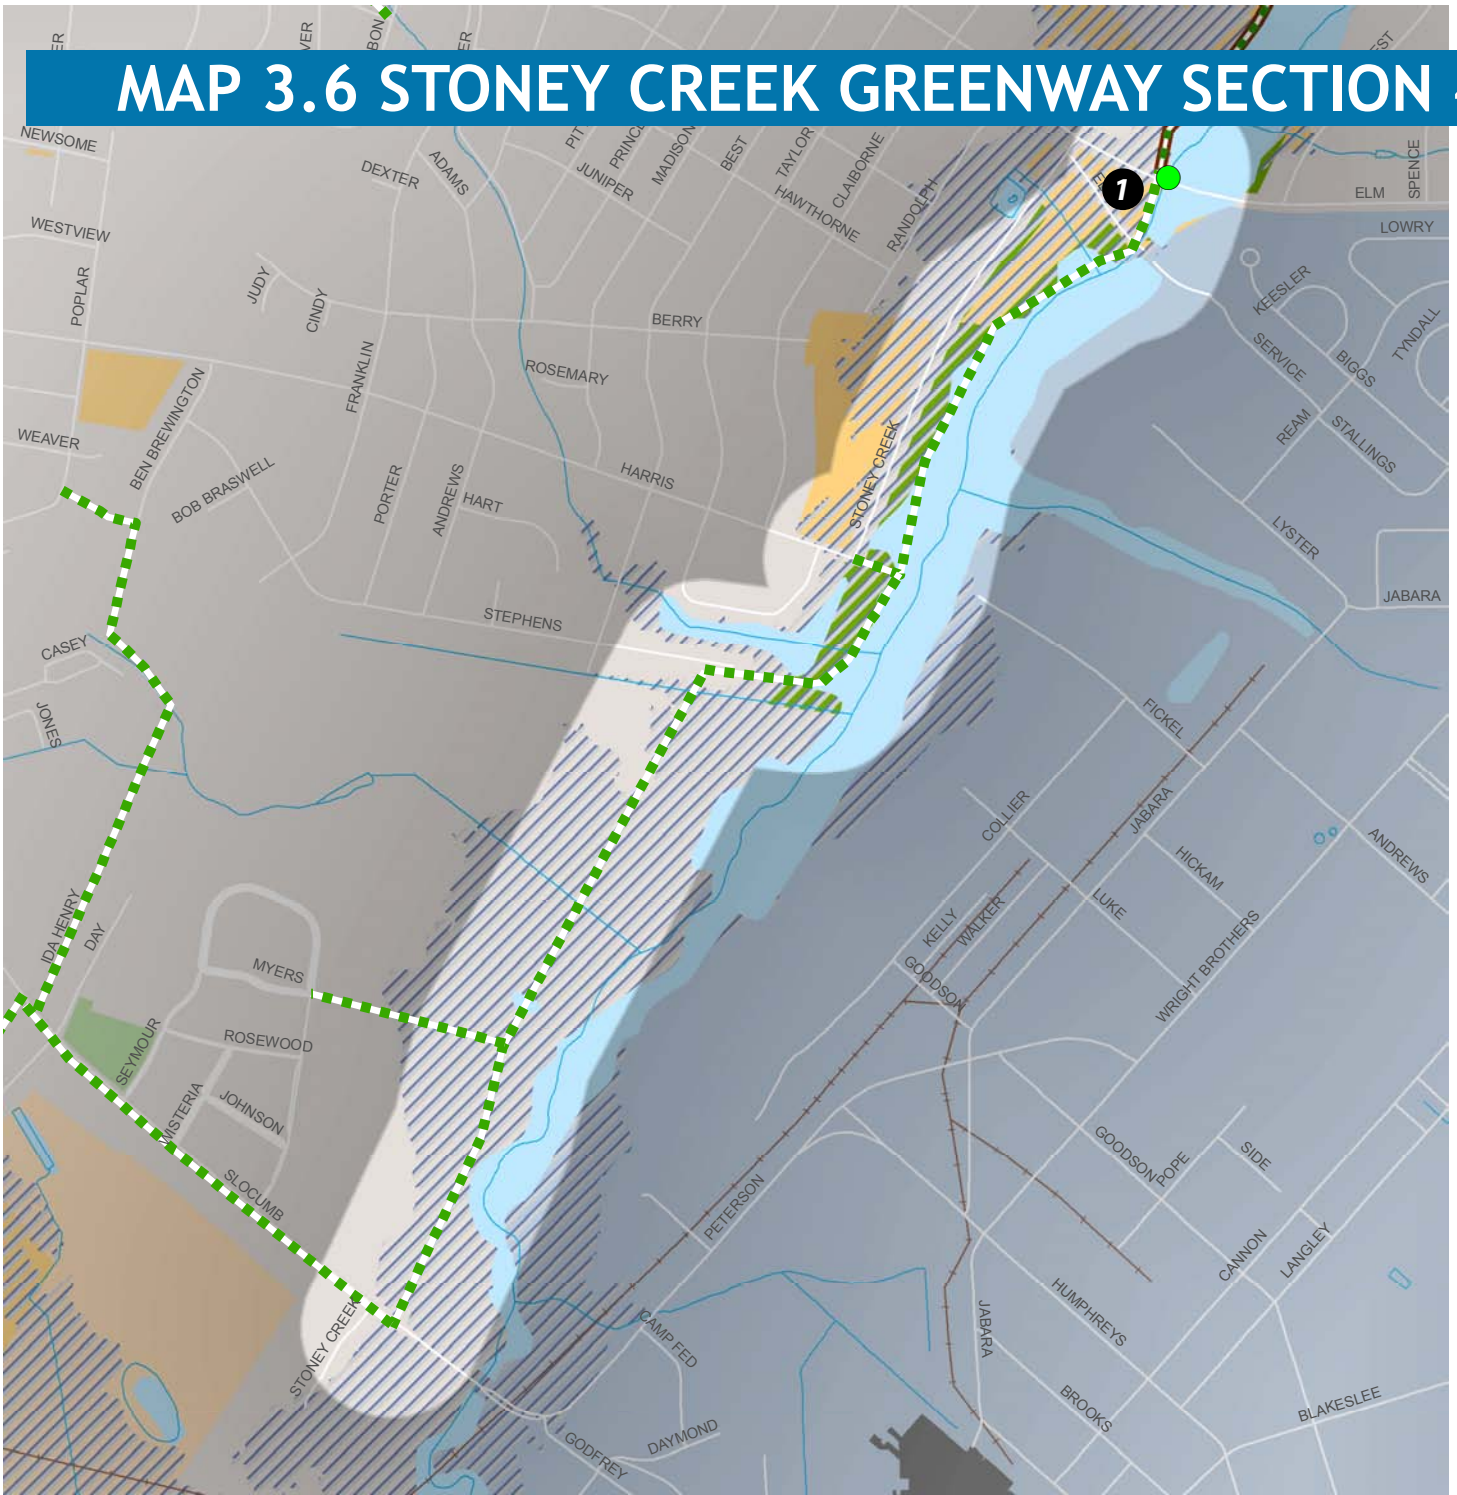 MAP 3.6 STONEY CREEK GREENWAY SECTION
NEWSOME
DEXTER
ADAMS
PIT
JUNIPER
MADISON
BEST
TAYLOR
CLAIBORNE
HAWTHORNE
RANDOLPH
1
ELM
SPENCE
LOWRY
WESTVIEW
POPLAR
JUDY
CINDY
BERRY
KEESLER
TYNDALL
SERVICE
BIGGS
ROSEMARY
FRANKLIN
BEN BREWINGTON
WEAVER
REAM
STALLINGS
BOB BRASWELL
PORTER
ANDREWS
HART
HARRIS
STONEY CREEK
LYSTER
JABARA
STEPHENS
CASEY
JONES
FICKEL
COLLIER
JABARA
HICKAM
ANDREWS
LUKE
IDA HENRY
DAY
KELLY
WALKER
GOODSON
WRIGHT BROTHERS
MYERS
ROSEWOOD
SEYMOUR
WISTERIA
JOHNSON
SLOCUMB
GOODSON
POPE
SIDE
PETERSON
CANNON
LANGLEY
HUMPHREYS
STONEY CREEK
CAMP FED
JABARA
BROOKS
BLAKESLEE
DAYMOND
GODFREY